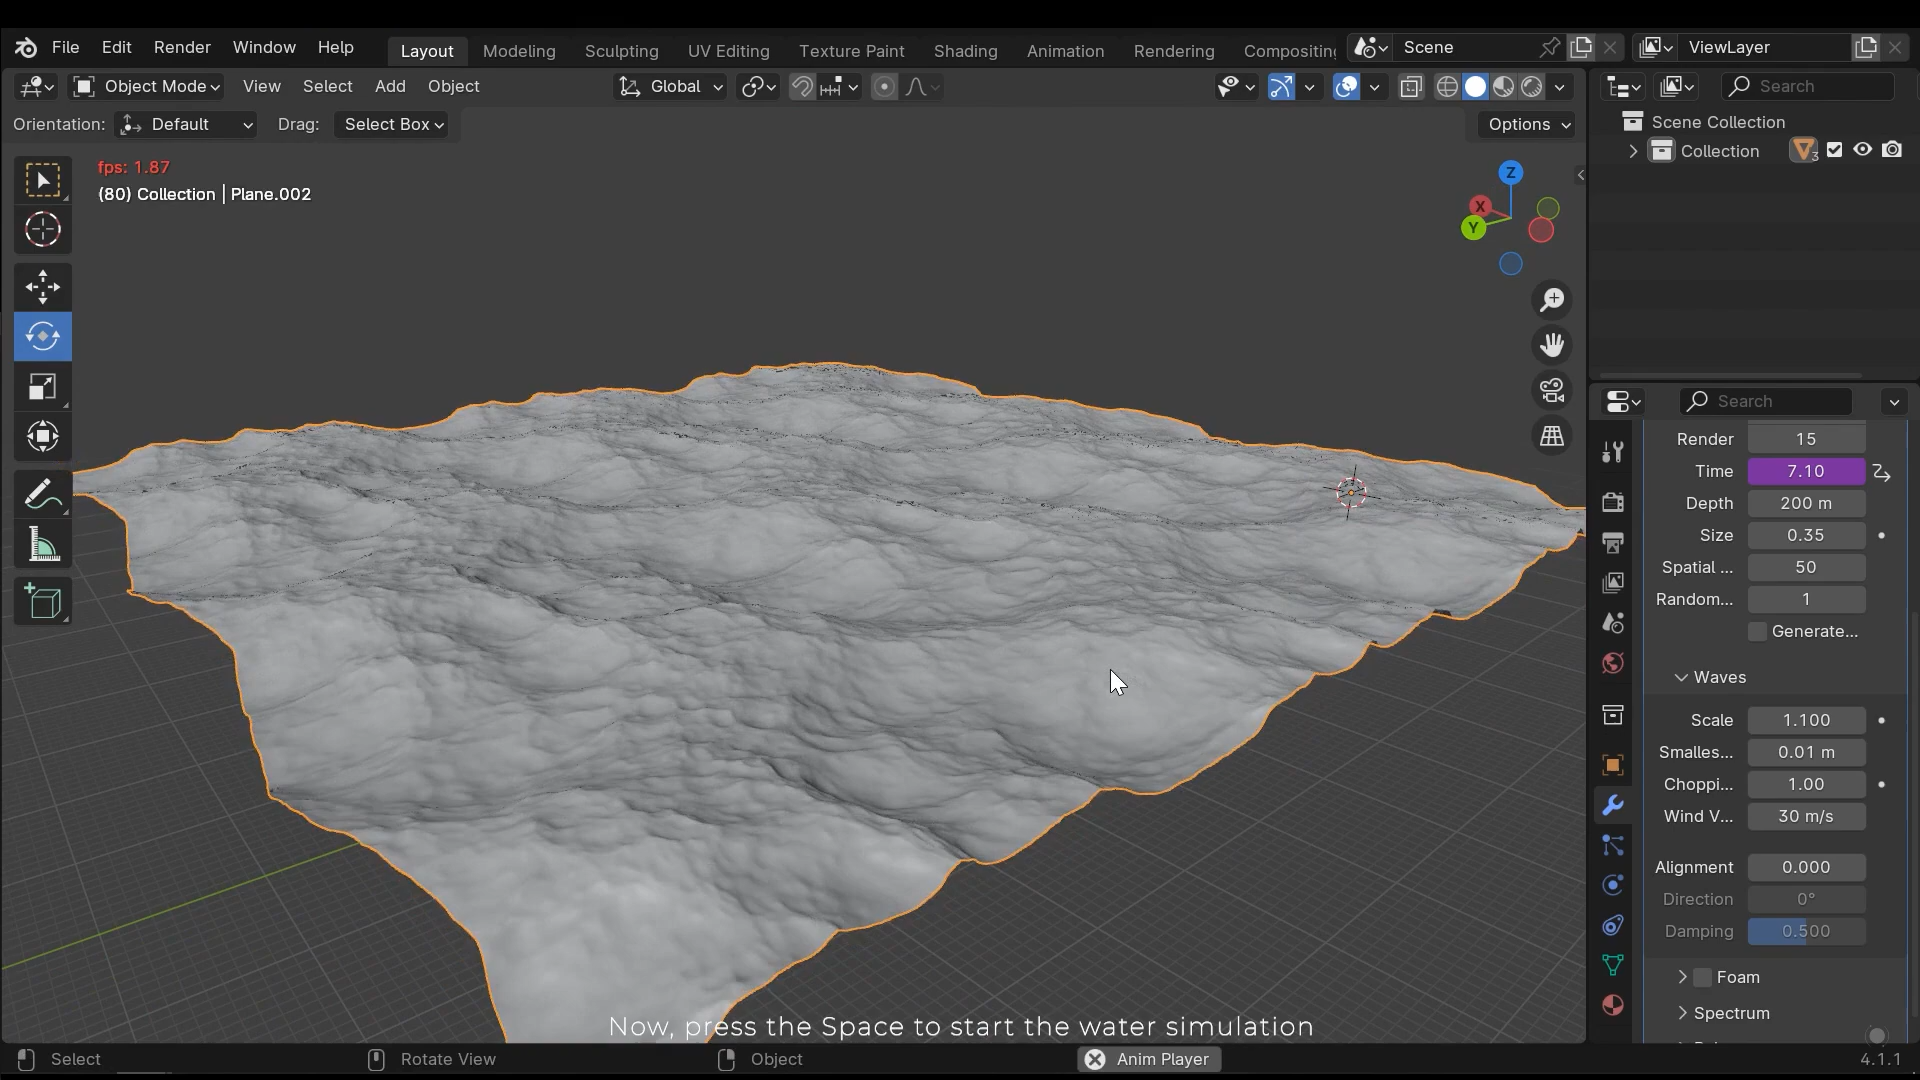 File Edit Render Window Help Layout Modeling Sculpting UV Editing Texture Paint Shading Animation Rendering Scene ViewLayer
Object Mode View Select Add Object Global Search
Orientation: Default Drag: Select Box Options
Scene Collection
Collection 3
fps: 1.87
(80) Collection | Plane.002
Z
X
Y
Search
Render 15
Time 7.10
Depth 200 m
Size 0.35
Spatial ... 50
Random... 1
Generate...
Waves
Scale 1.100
Smalles... 0.01 m
Choppi... 1.00
Wind V... 30 m/s
Alignment 0.000
Direction 0°
Damping 0.500
Foam
Spectrum
Now, press the Space to start the water simulation
Select Rotate View Object Anim Player 4.1.1